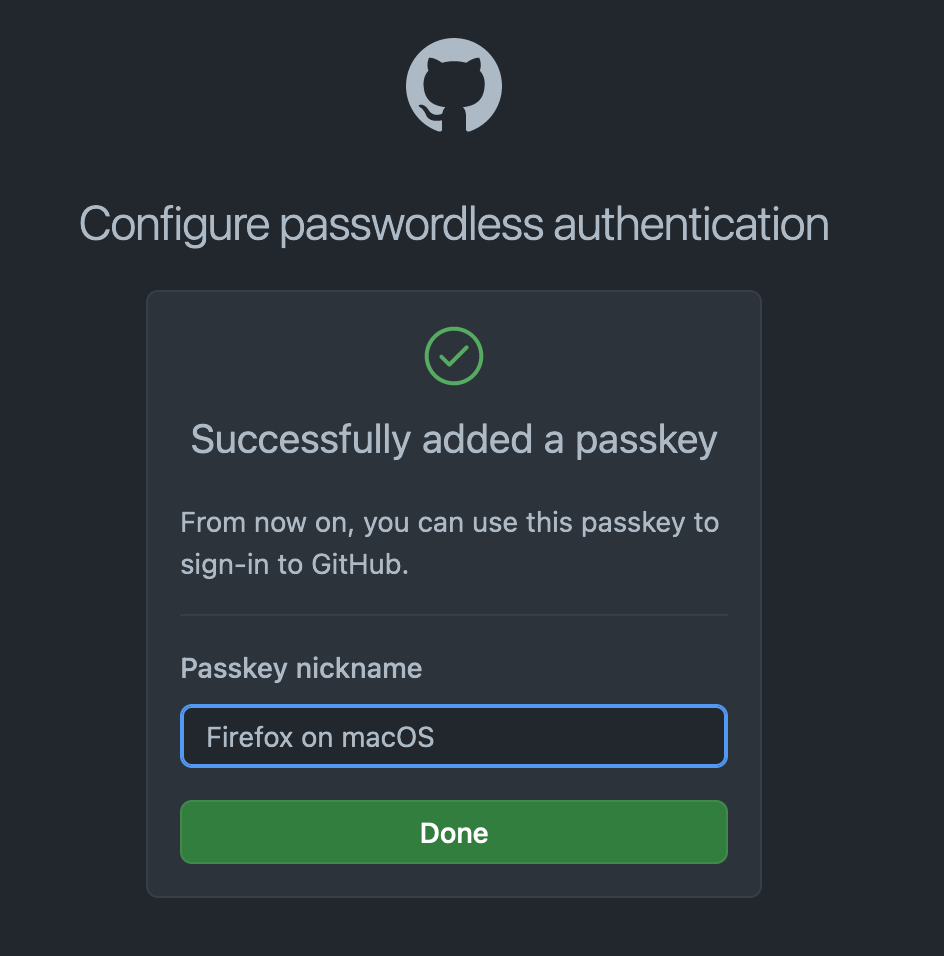 Configure passwordless authentication
Successfully added a passkey
From now on, you can use this passkey to
sign-in to GitHub.
Passkey nickname
Firefox on macOS
Done